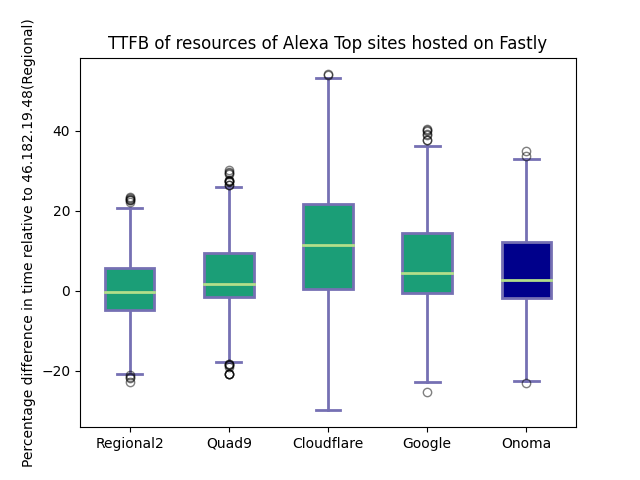 TTFB of resources of Alexa Top sites hosted on Fastly
Percentage difference in time relative to 46.182.19.48(Regional)
40
20
0
−20
Regional2 Quad9 Cloudflare Google Onoma